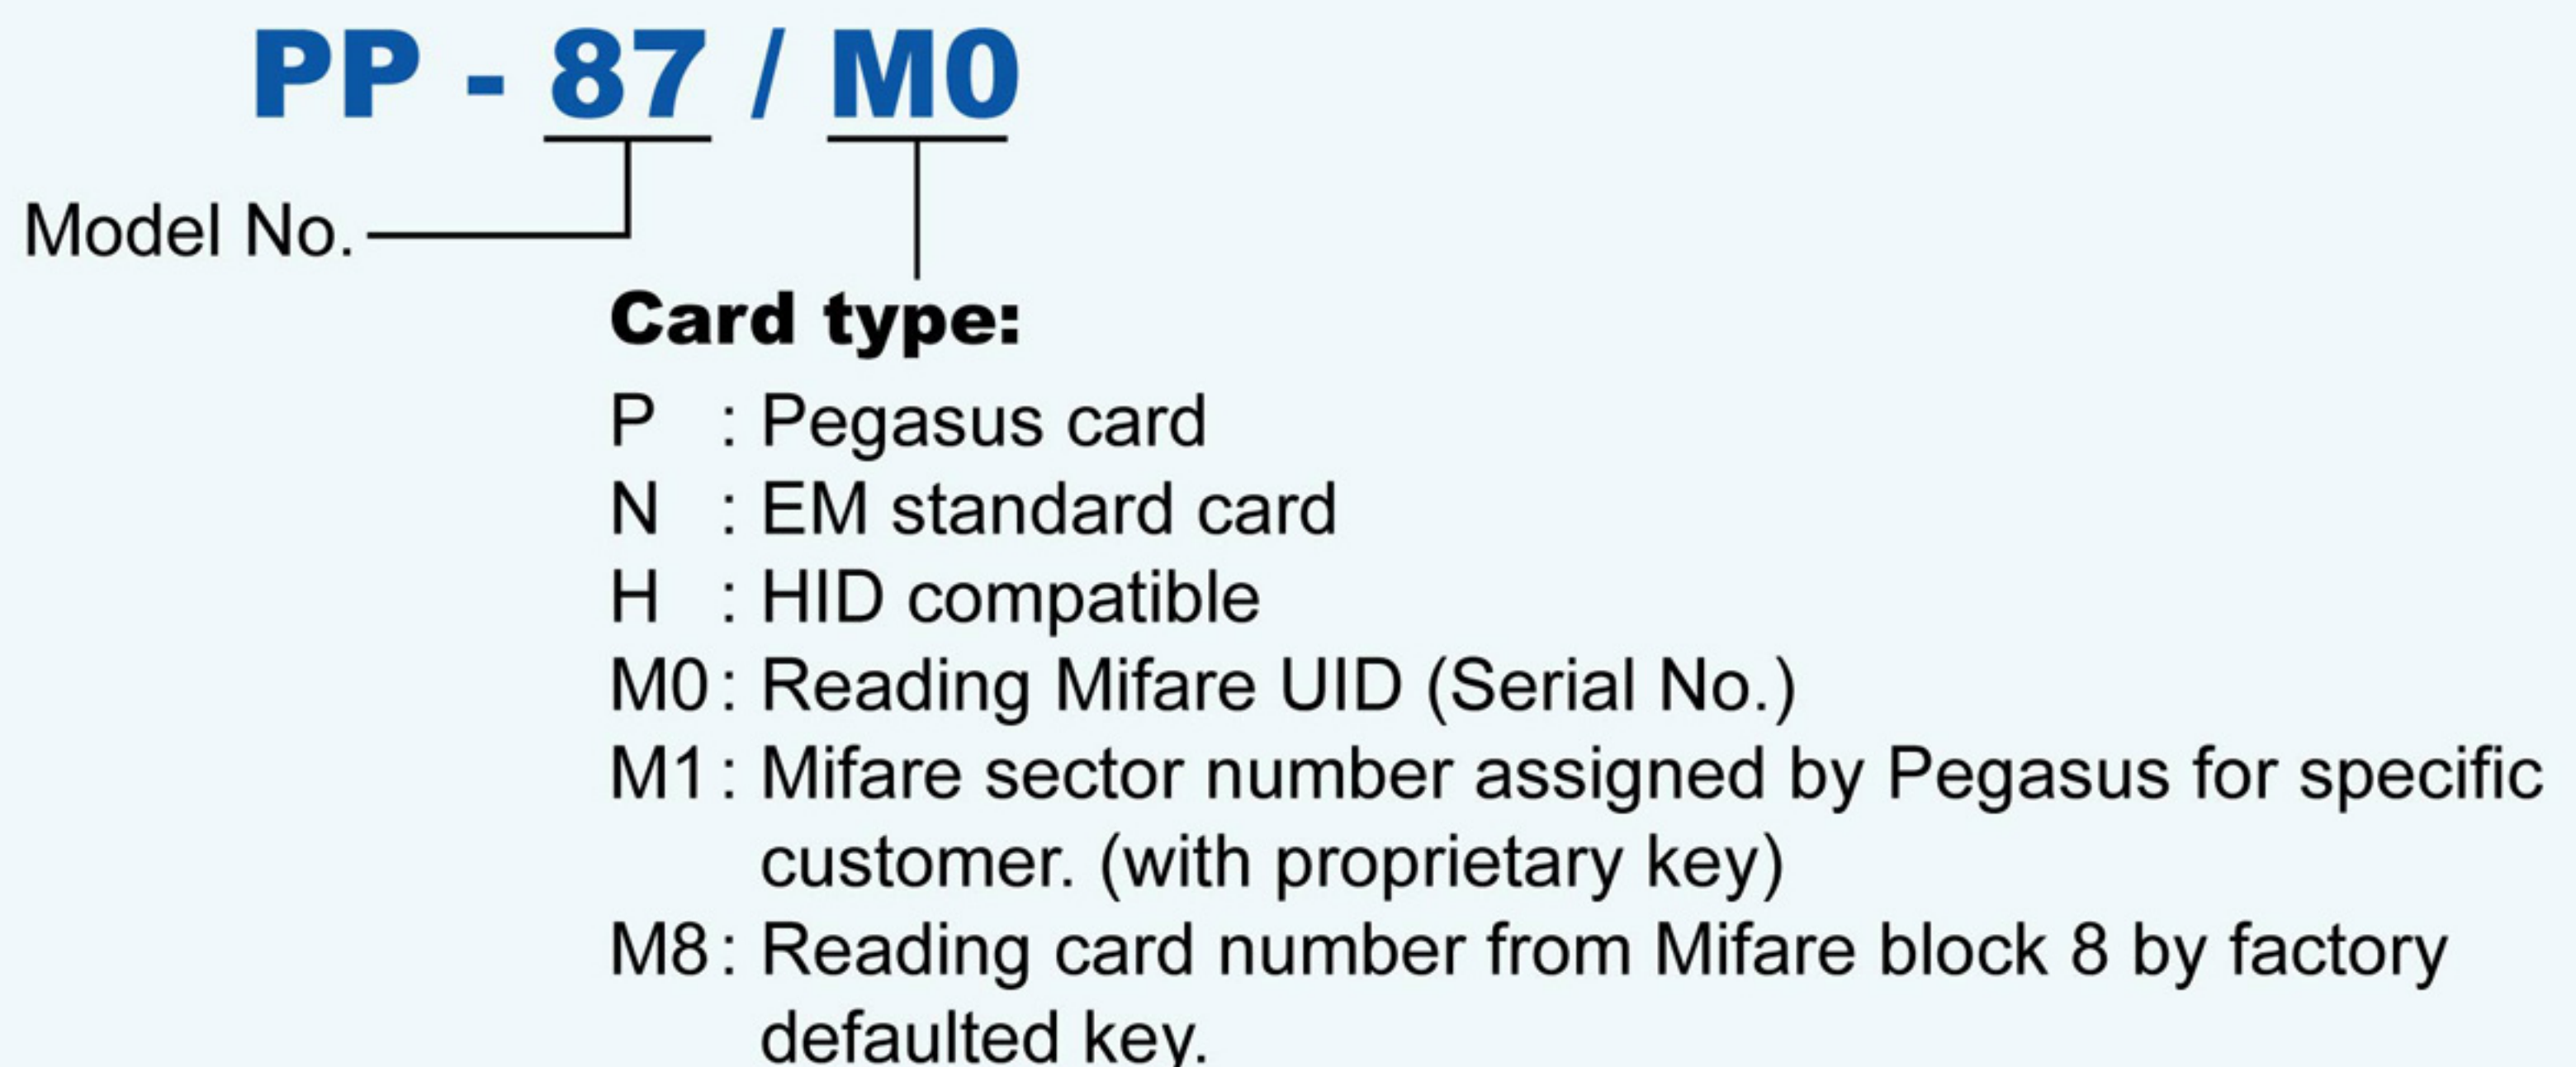 PP - 87 / M0
Model No.
Card type:
P : Pegasus card
N : EM standard card
H : HID compatible
M0 : Reading Mifare UID (Serial No.)
M1 : Mifare sector number assigned by Pegasus for specific
customer. (with proprietary key)
M8 : Reading card number from Mifare block 8 by factory
defaulted key.